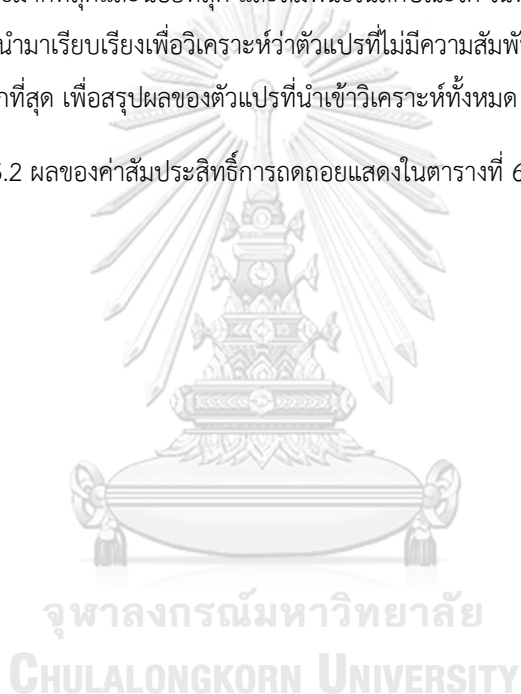 นำมาเรียบเรียงเพื่อวิเคราะห์ว่าตัวแปรที่ไม่มีความสัมพั
ที่สุด เพื่อสรุปผลของตัวแปรที่นำเข้าวิเคราะห์ทั้งหมด
.2 ผลของค่าสัมประสิทธิ์การถดถอยแสดงในตารางที่ 6
จุฬาลงกรณ์มหาวิทยาลัย
CHULALONGKORN UNIVERSITY